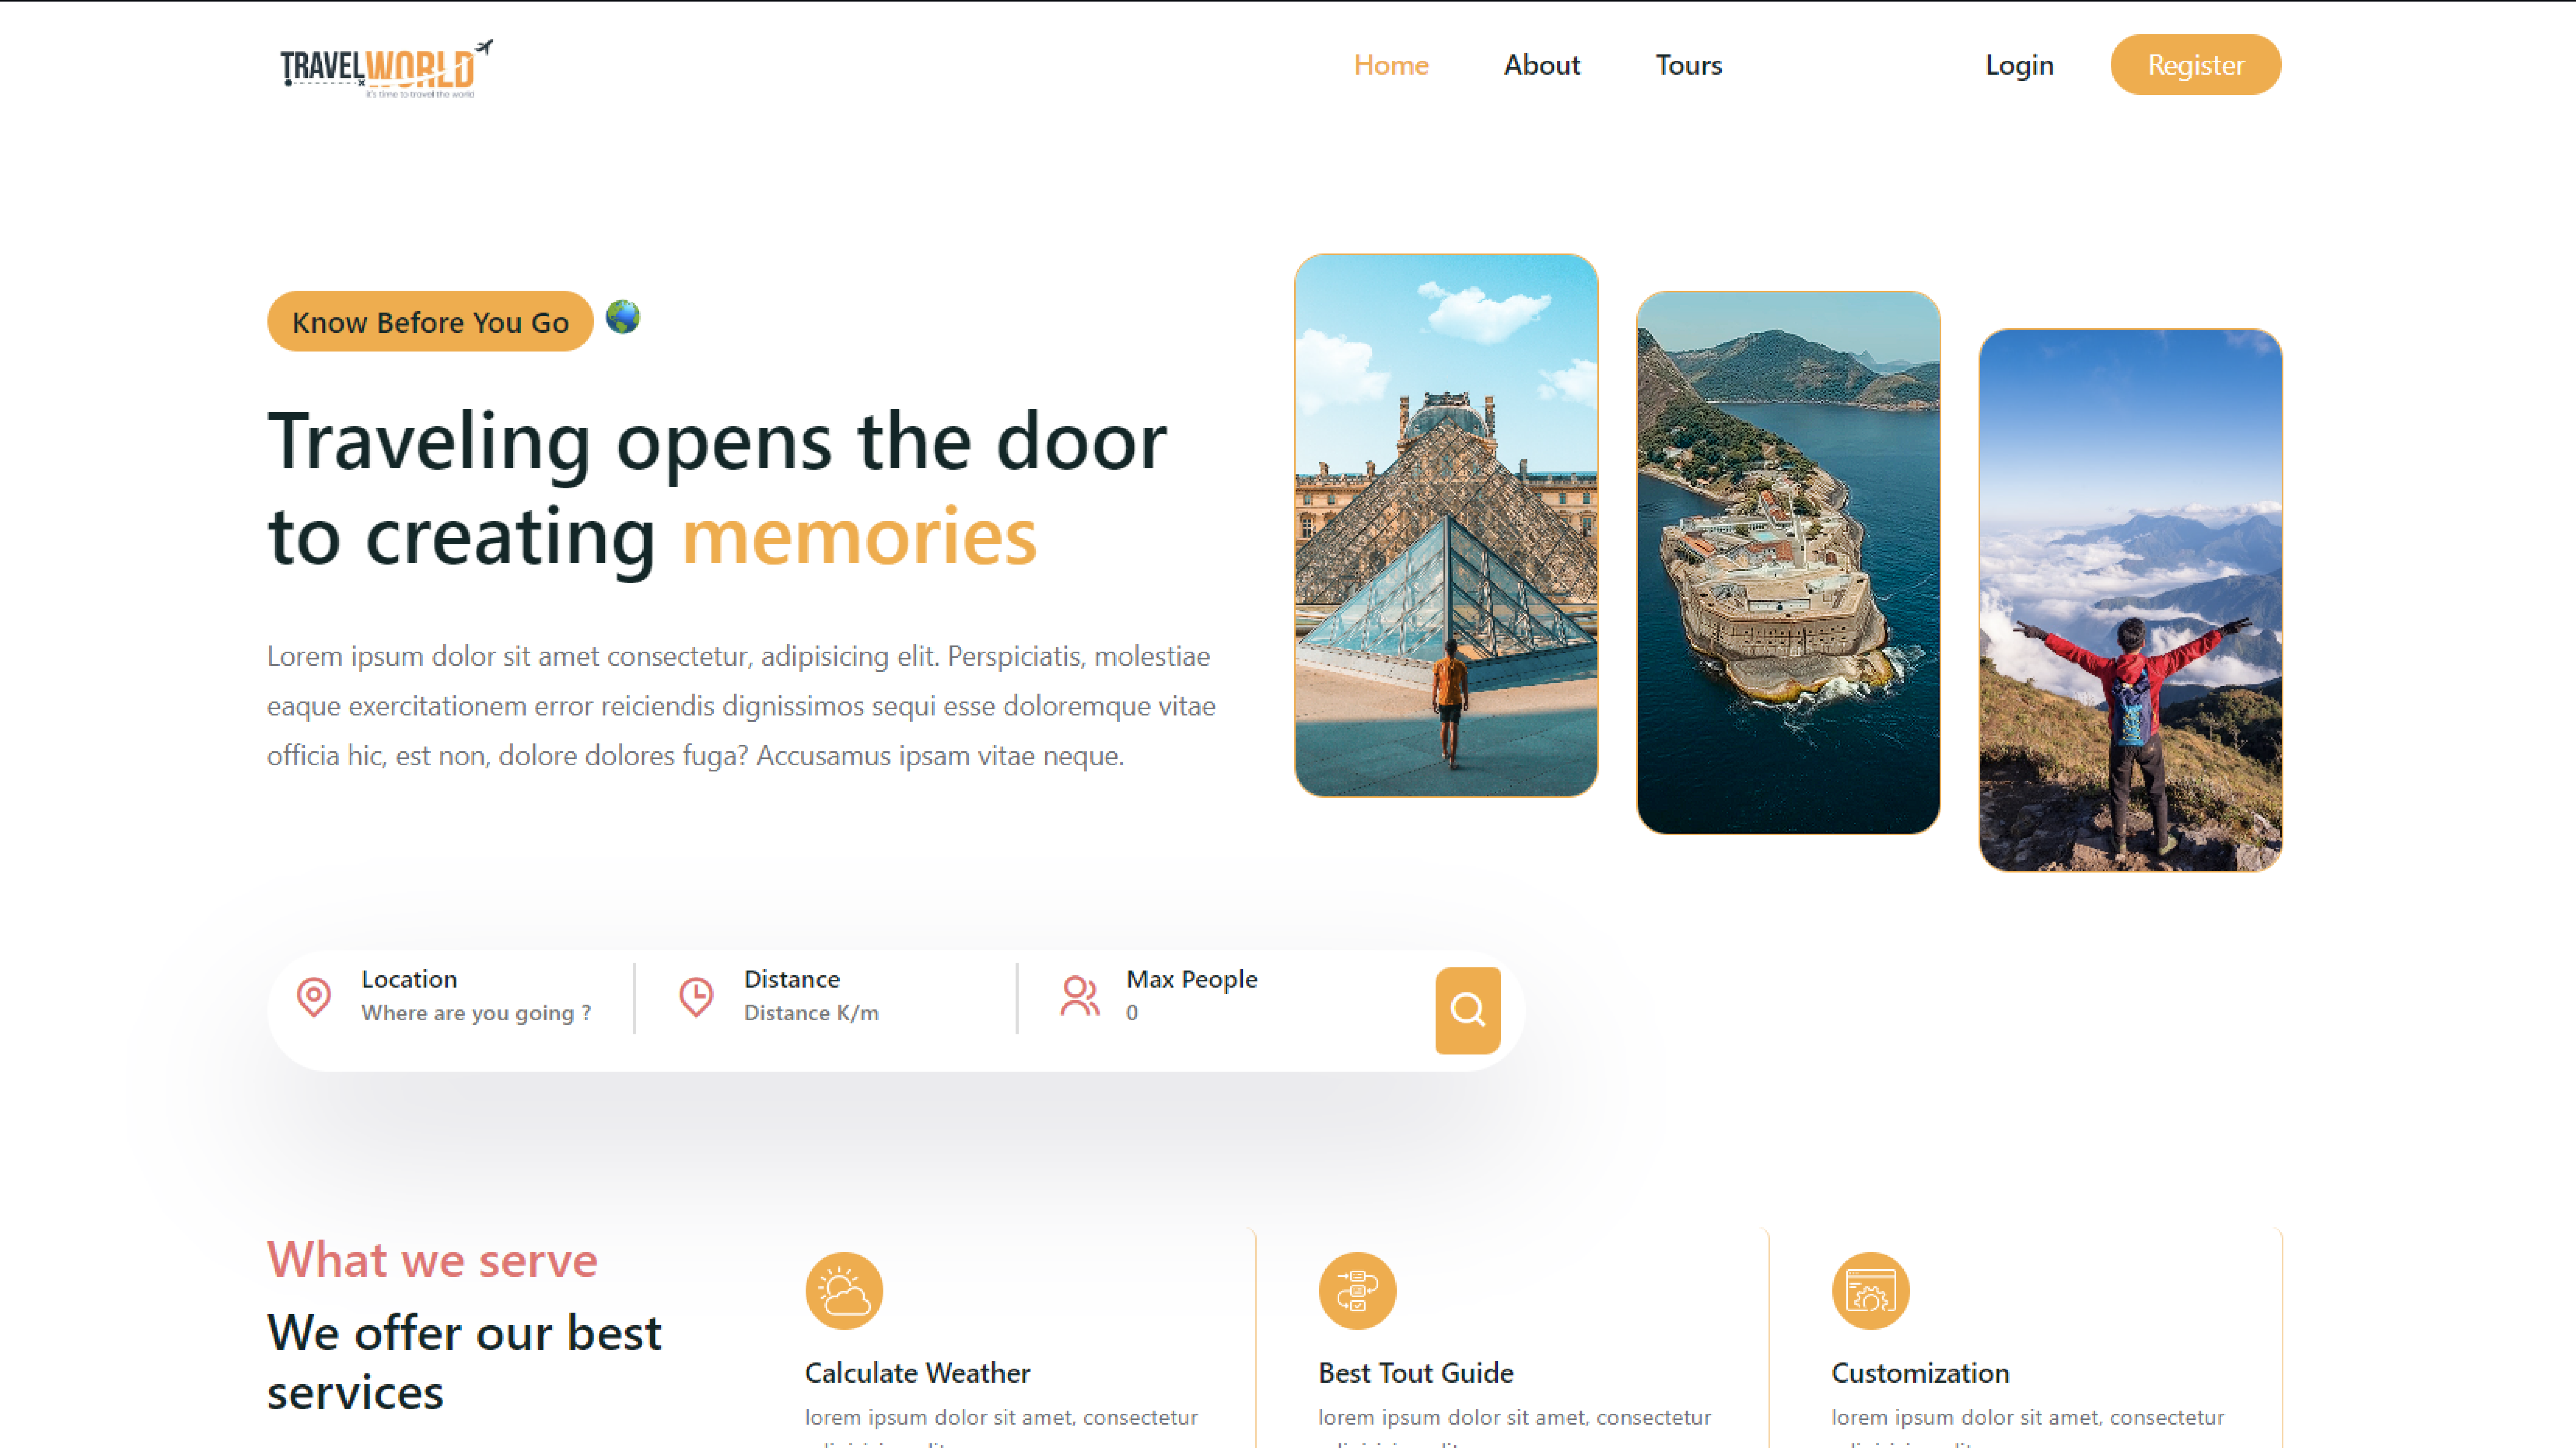 TRAVELWORLD
it's time to travel the world
Home
About
Tours
Login
Register
Know Before You Go
Traveling opens the door
to creating memories
Lorem ipsum dolor sit amet consectetur, adipisicing elit. Perspiciatis, molestiae
eaque exercitationem error reiciendis dignissimos sequi esse doloremque vitae
officia hic, est non, dolore dolores fuga? Accusamus ipsam vitae neque.
Location
Where are you going ?
Distance
Distance K/m
Max People
0
What we serve
We offer our best
services
Calculate Weather
lorem ipsum dolor sit amet, consectetur
Best Tout Guide
lorem ipsum dolor sit amet, consectetur
Customization
lorem ipsum dolor sit amet, consectetur